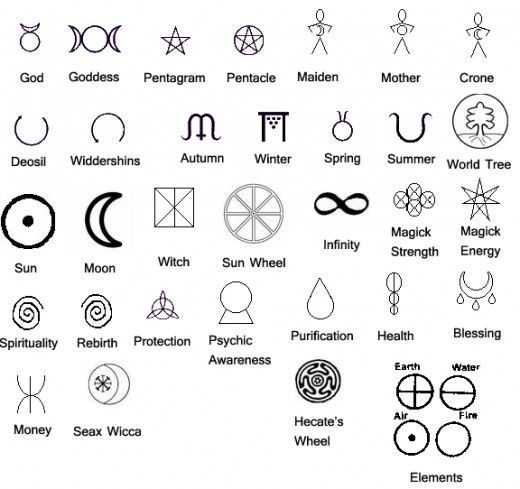 God Goddess Pentagram Pentacle Maiden Mother Crone
Deosil Widdershins Autumn Winter Spring Summer World Tree
Sun Moon Witch Sun Wheel Infinity Magick Strength Magick Energy
Spirituality Rebirth Protection Psychic Awareness Purification Health Blessing
Money Seax Wicca Hecate's Wheel
Earth Water
Air Fire
Elements